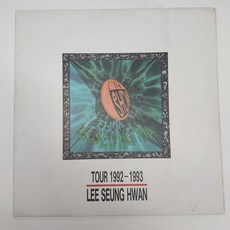 TOUR 1992-1993
LEE SEUNG HWAN